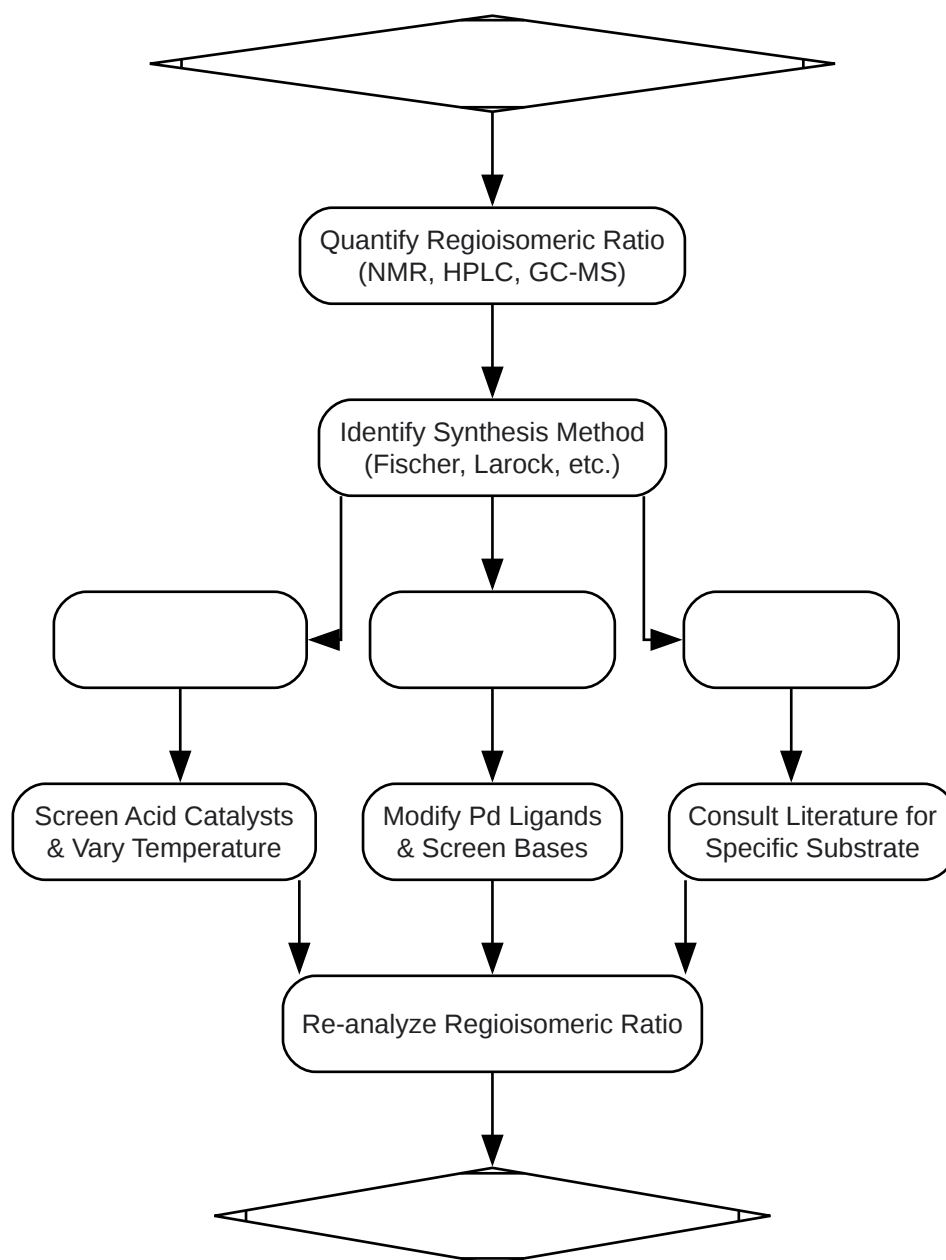 Quantify Regioisomeric Ratio
(NMR, HPLC, GC-MS)
Identify Synthesis Method
(Fischer, Larock, etc.)
Screen Acid Catalysts
& Vary Temperature
Modify Pd Ligands
& Screen Bases
Consult Literature for
Specific Substrate
Re-analyze Regioisomeric Ratio